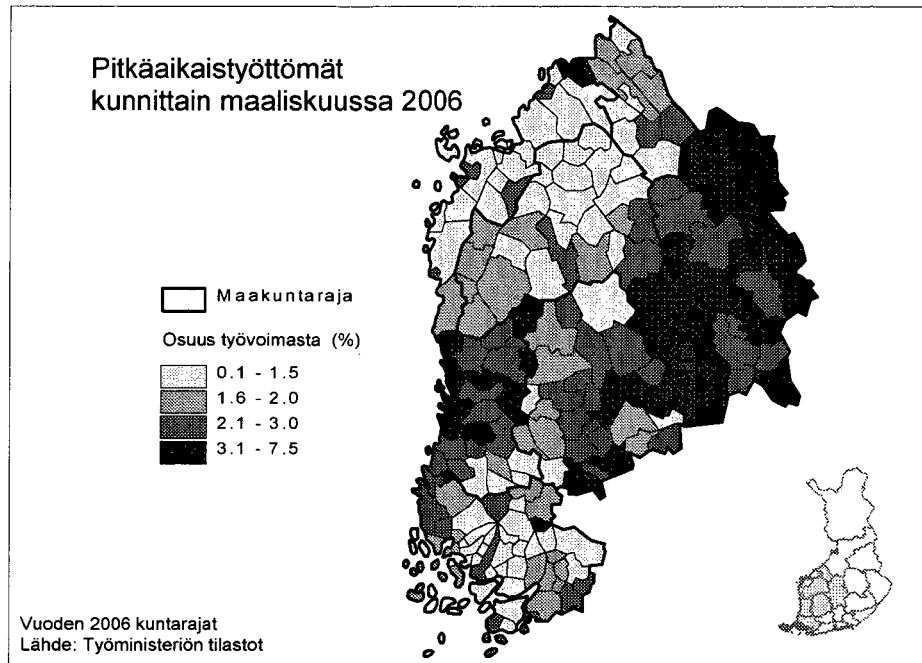 Pitkäaikaistyöttömät
kunnittain maaliskuussa 2006
Maakuntaraja
Osuus työvoimasta (%)
0.1 - 1.5
1.6 - 2.0
2.1 - 3.0
3.1 - 7.5
Vuoden 2006 kuntarajat
Lähde: Työministeriön tilastot